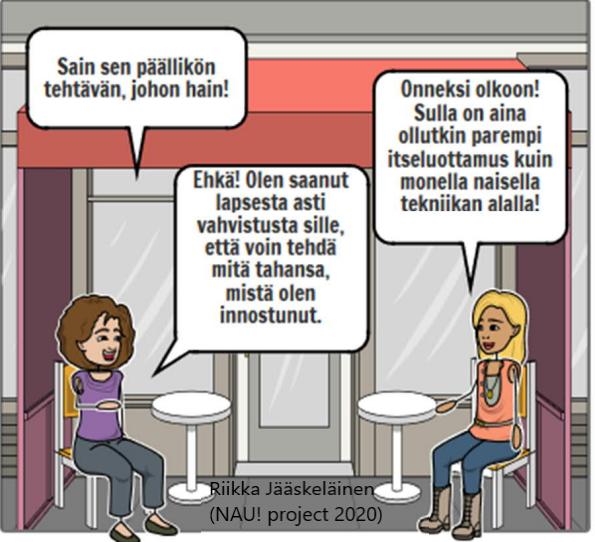 Sain sen päällikön
tehtävän, johon hain!
Onneksi olkoon!
Sulla on aina
ollutkin parempi
itseluottamus kuin
monella naisella
tekniikan alalla!
Ehkä! Olen saanut
lapsesta asti
vahvistusta sille,
että voin tehdä
mitä tahansa,
mistä olen
innostunut.
Riikka Jääskeläinen
(NAU! project 2020)